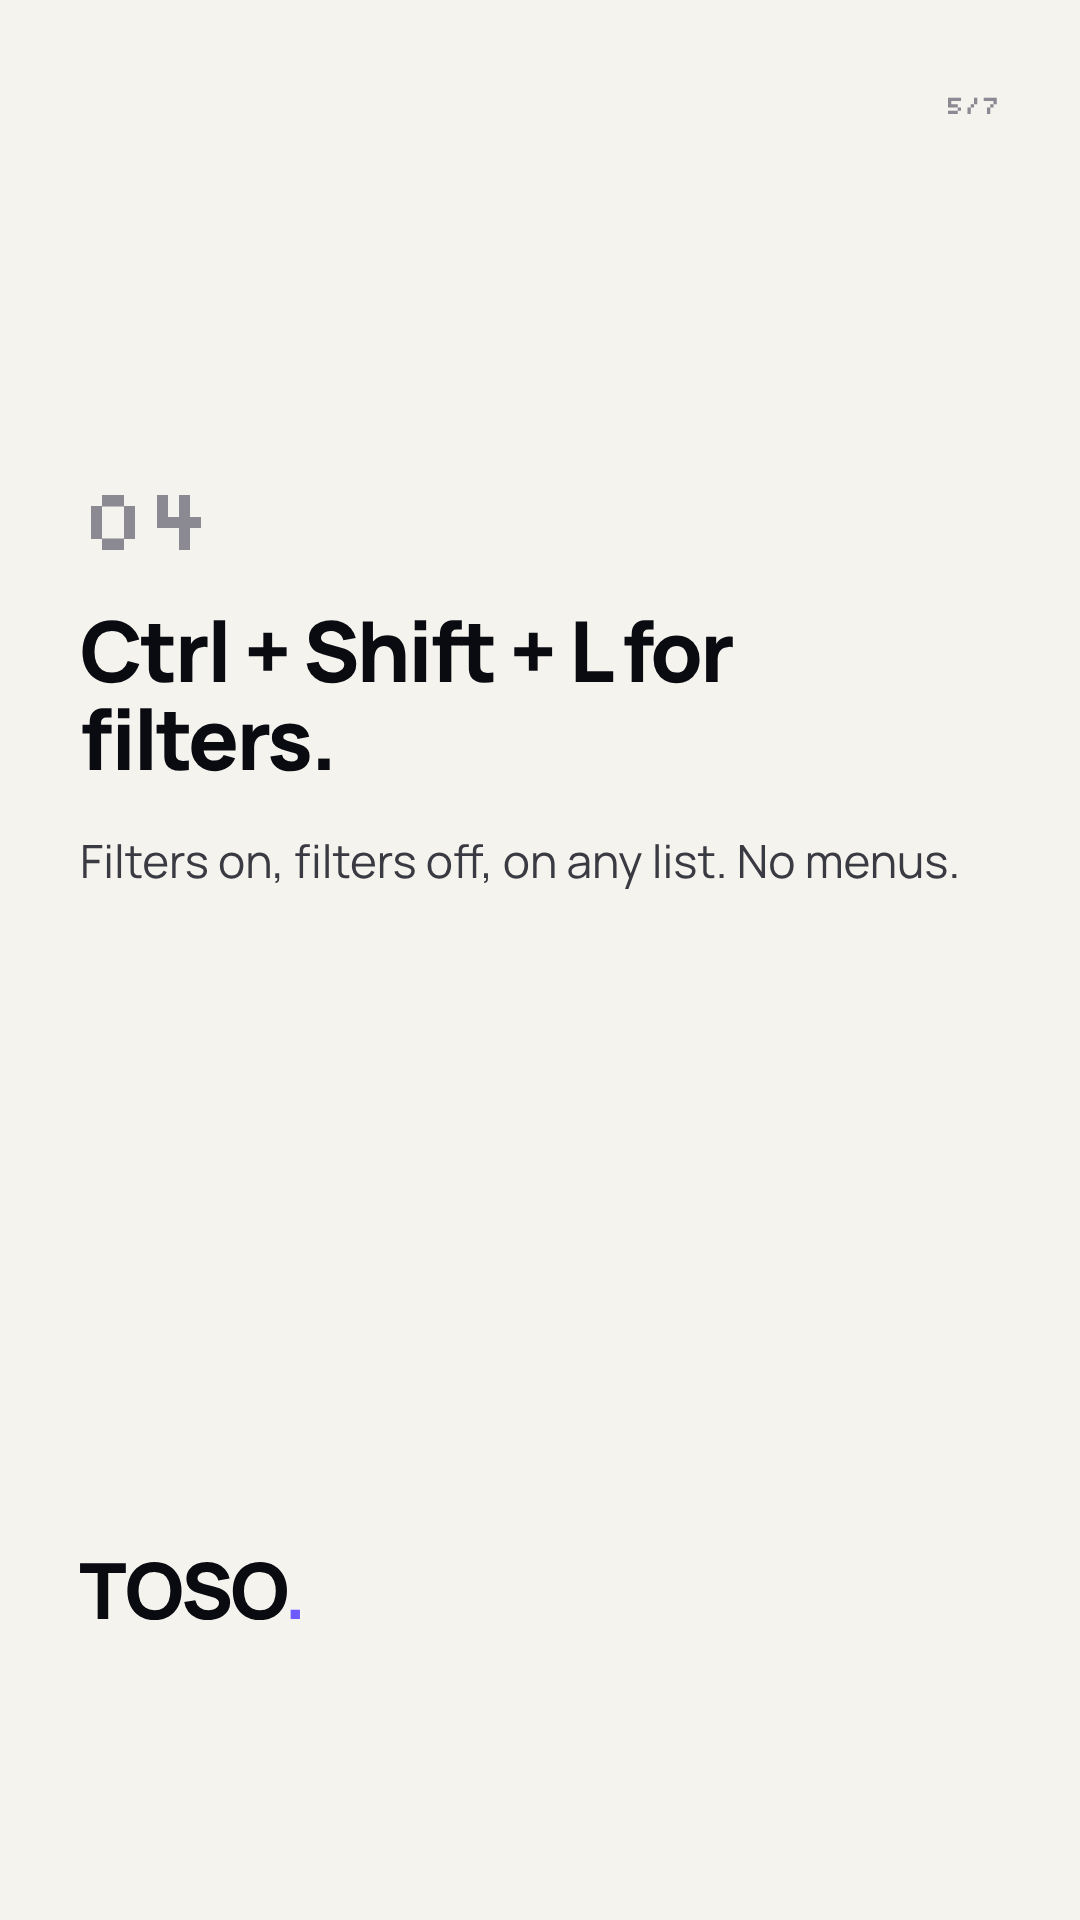 5/7
04
Ctrl + Shift + L for
filters.
Filters on, filters off, on any list. No menus.
TOSO.